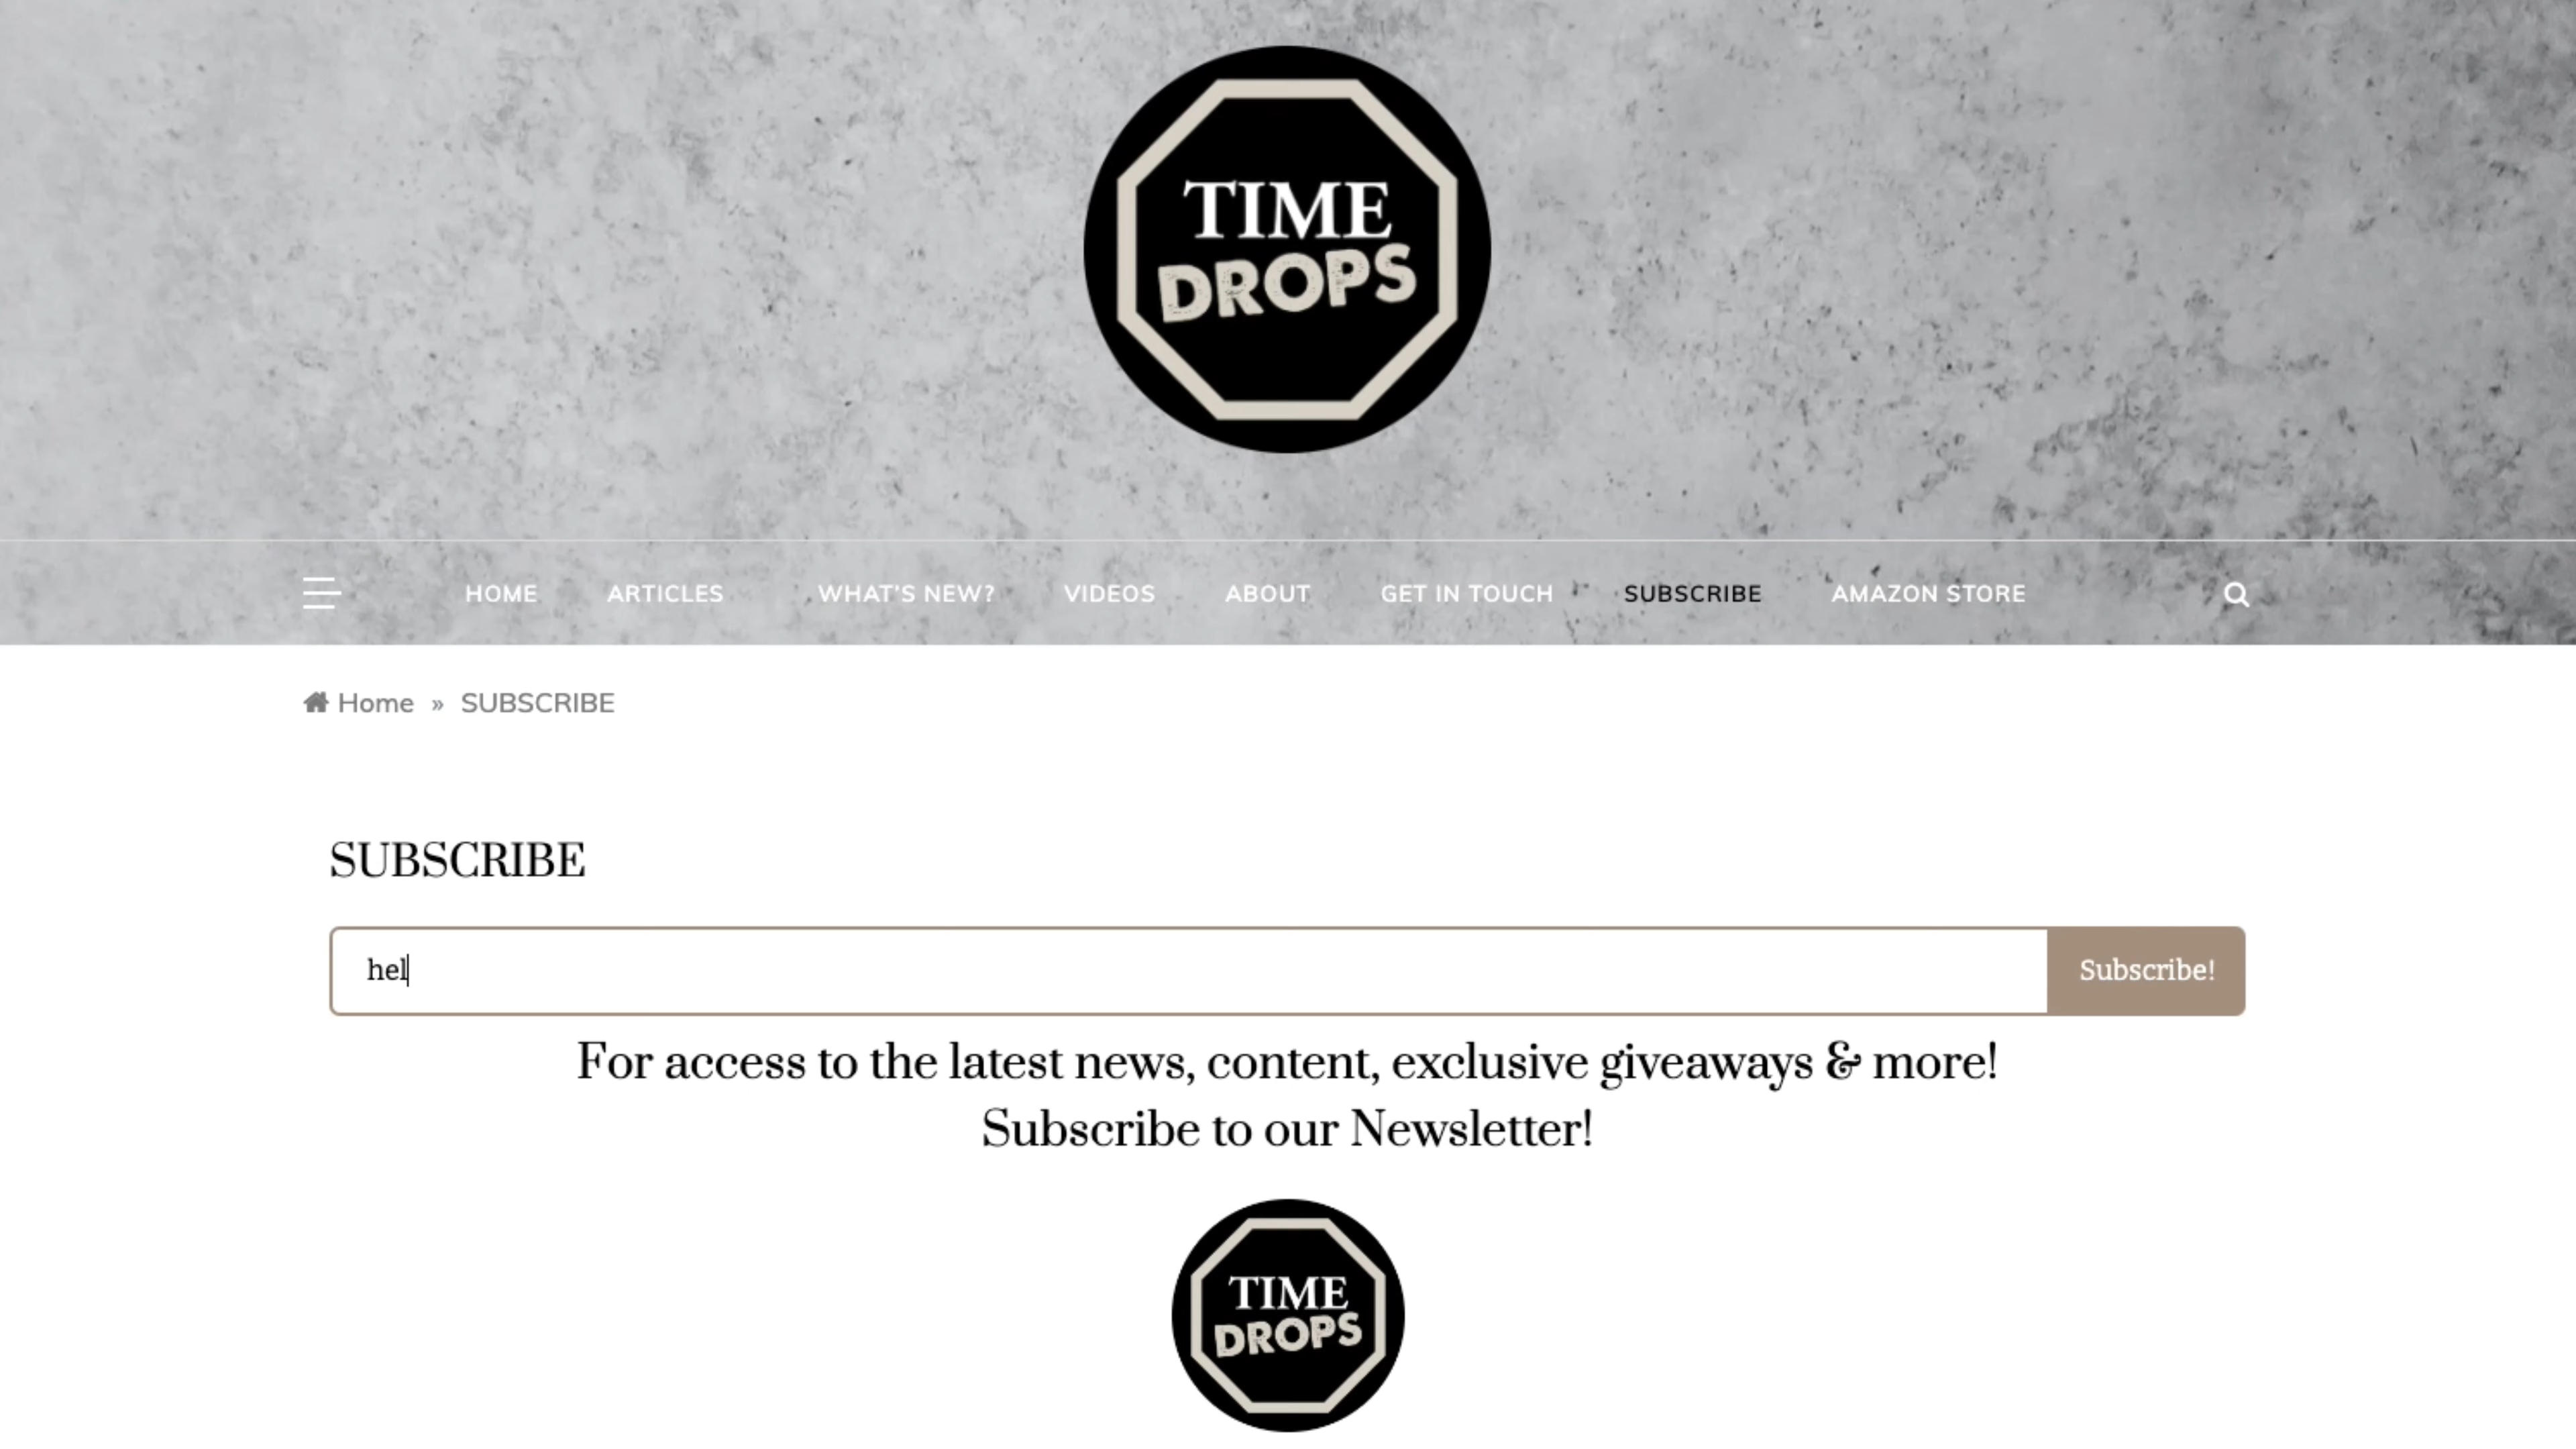 TIME
DROPS
HOME ARTICLES WHAT'S NEW? VIDEOS ABOUT GET IN TOUCH SUBSCRIBE AMAZON STORE
Home » SUBSCRIBE
SUBSCRIBE
hel
Subscribe!
For access to the latest news, content, exclusive giveaways & more!
Subscribe to our Newsletter!
TIME
DROPS